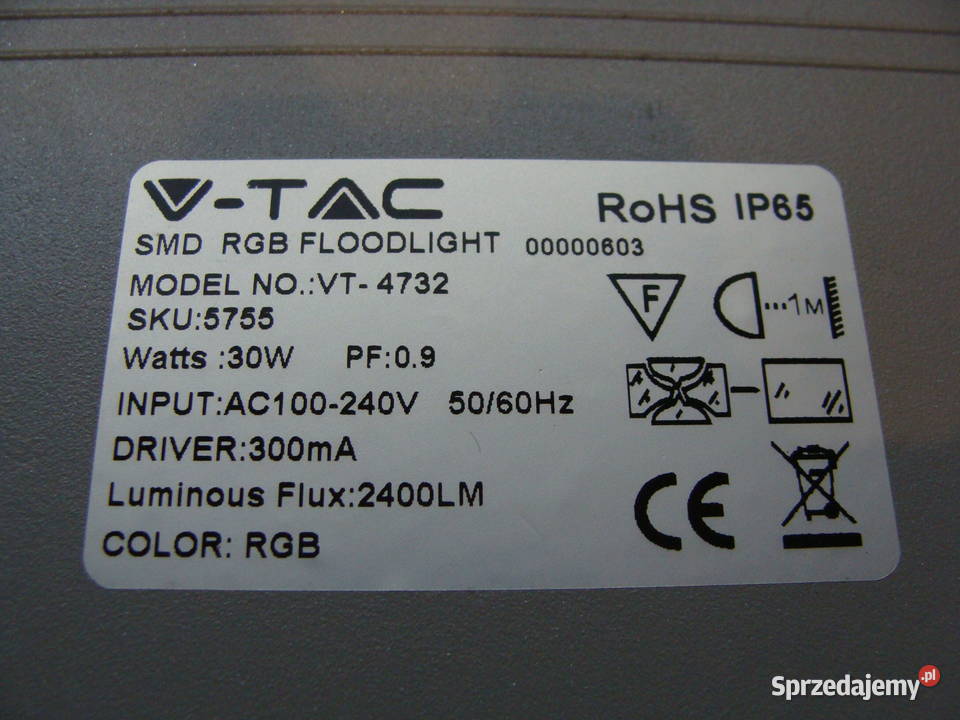 V-TAC
RoHS IP65
SMD RGB FLOODLIGHT 00000603
MODEL NO.:VT- 4732
SKU:5755
F
1M
Watts :30W PF:0.9
INPUT:AC100-240V 50/60Hz
DRIVER:300mA
Luminous Flux:2400LM
CE
COLOR: RGB
Sprzedajemy.pl